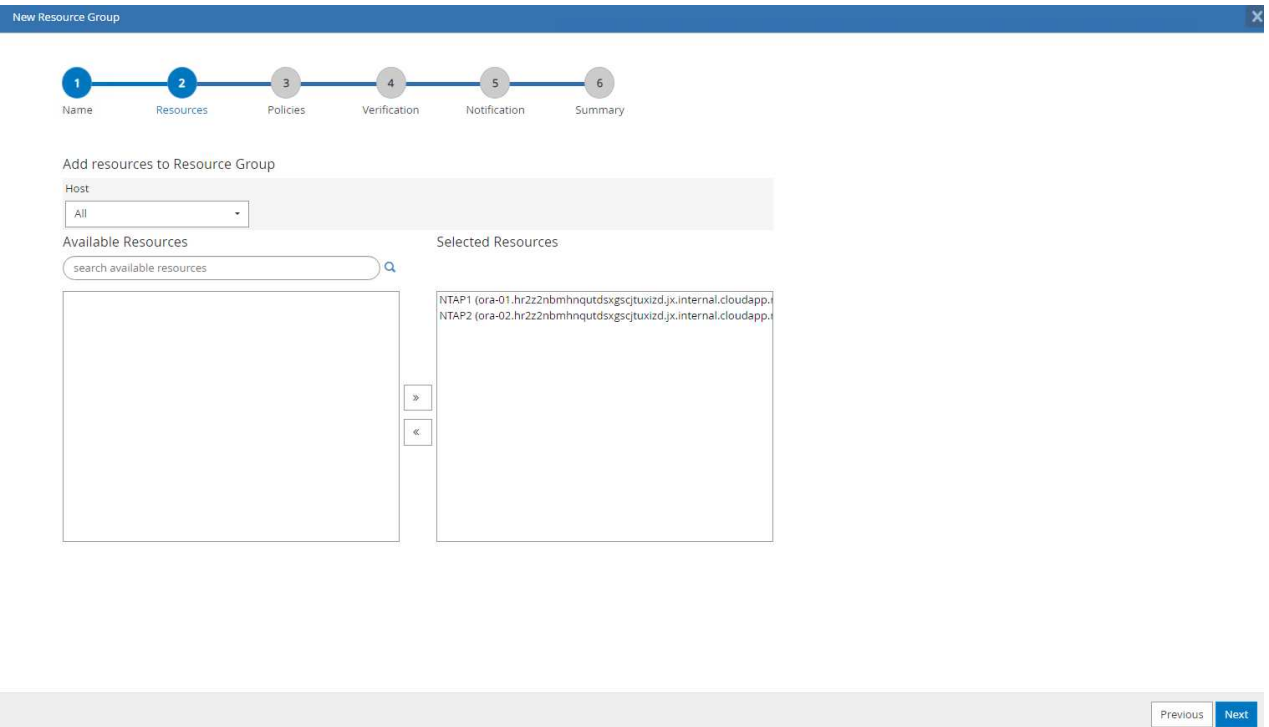 New Resource Group
1 2 3 4 5 6
Name Resources Policies Verification Notification Summary
Add resources to Resource Group
Host
All
Available Resources
Selected Resources
search available resources
NTAP1 (ora-01.hr2z2nbmhnqutdsxgscjtuxizd.jx.internal.cloudapp.
NTAP2 (ora-02.hr2z2nbmhnqutdsxgscjtuxizd.jx.internal.cloudapp.
»
«
Previous Next